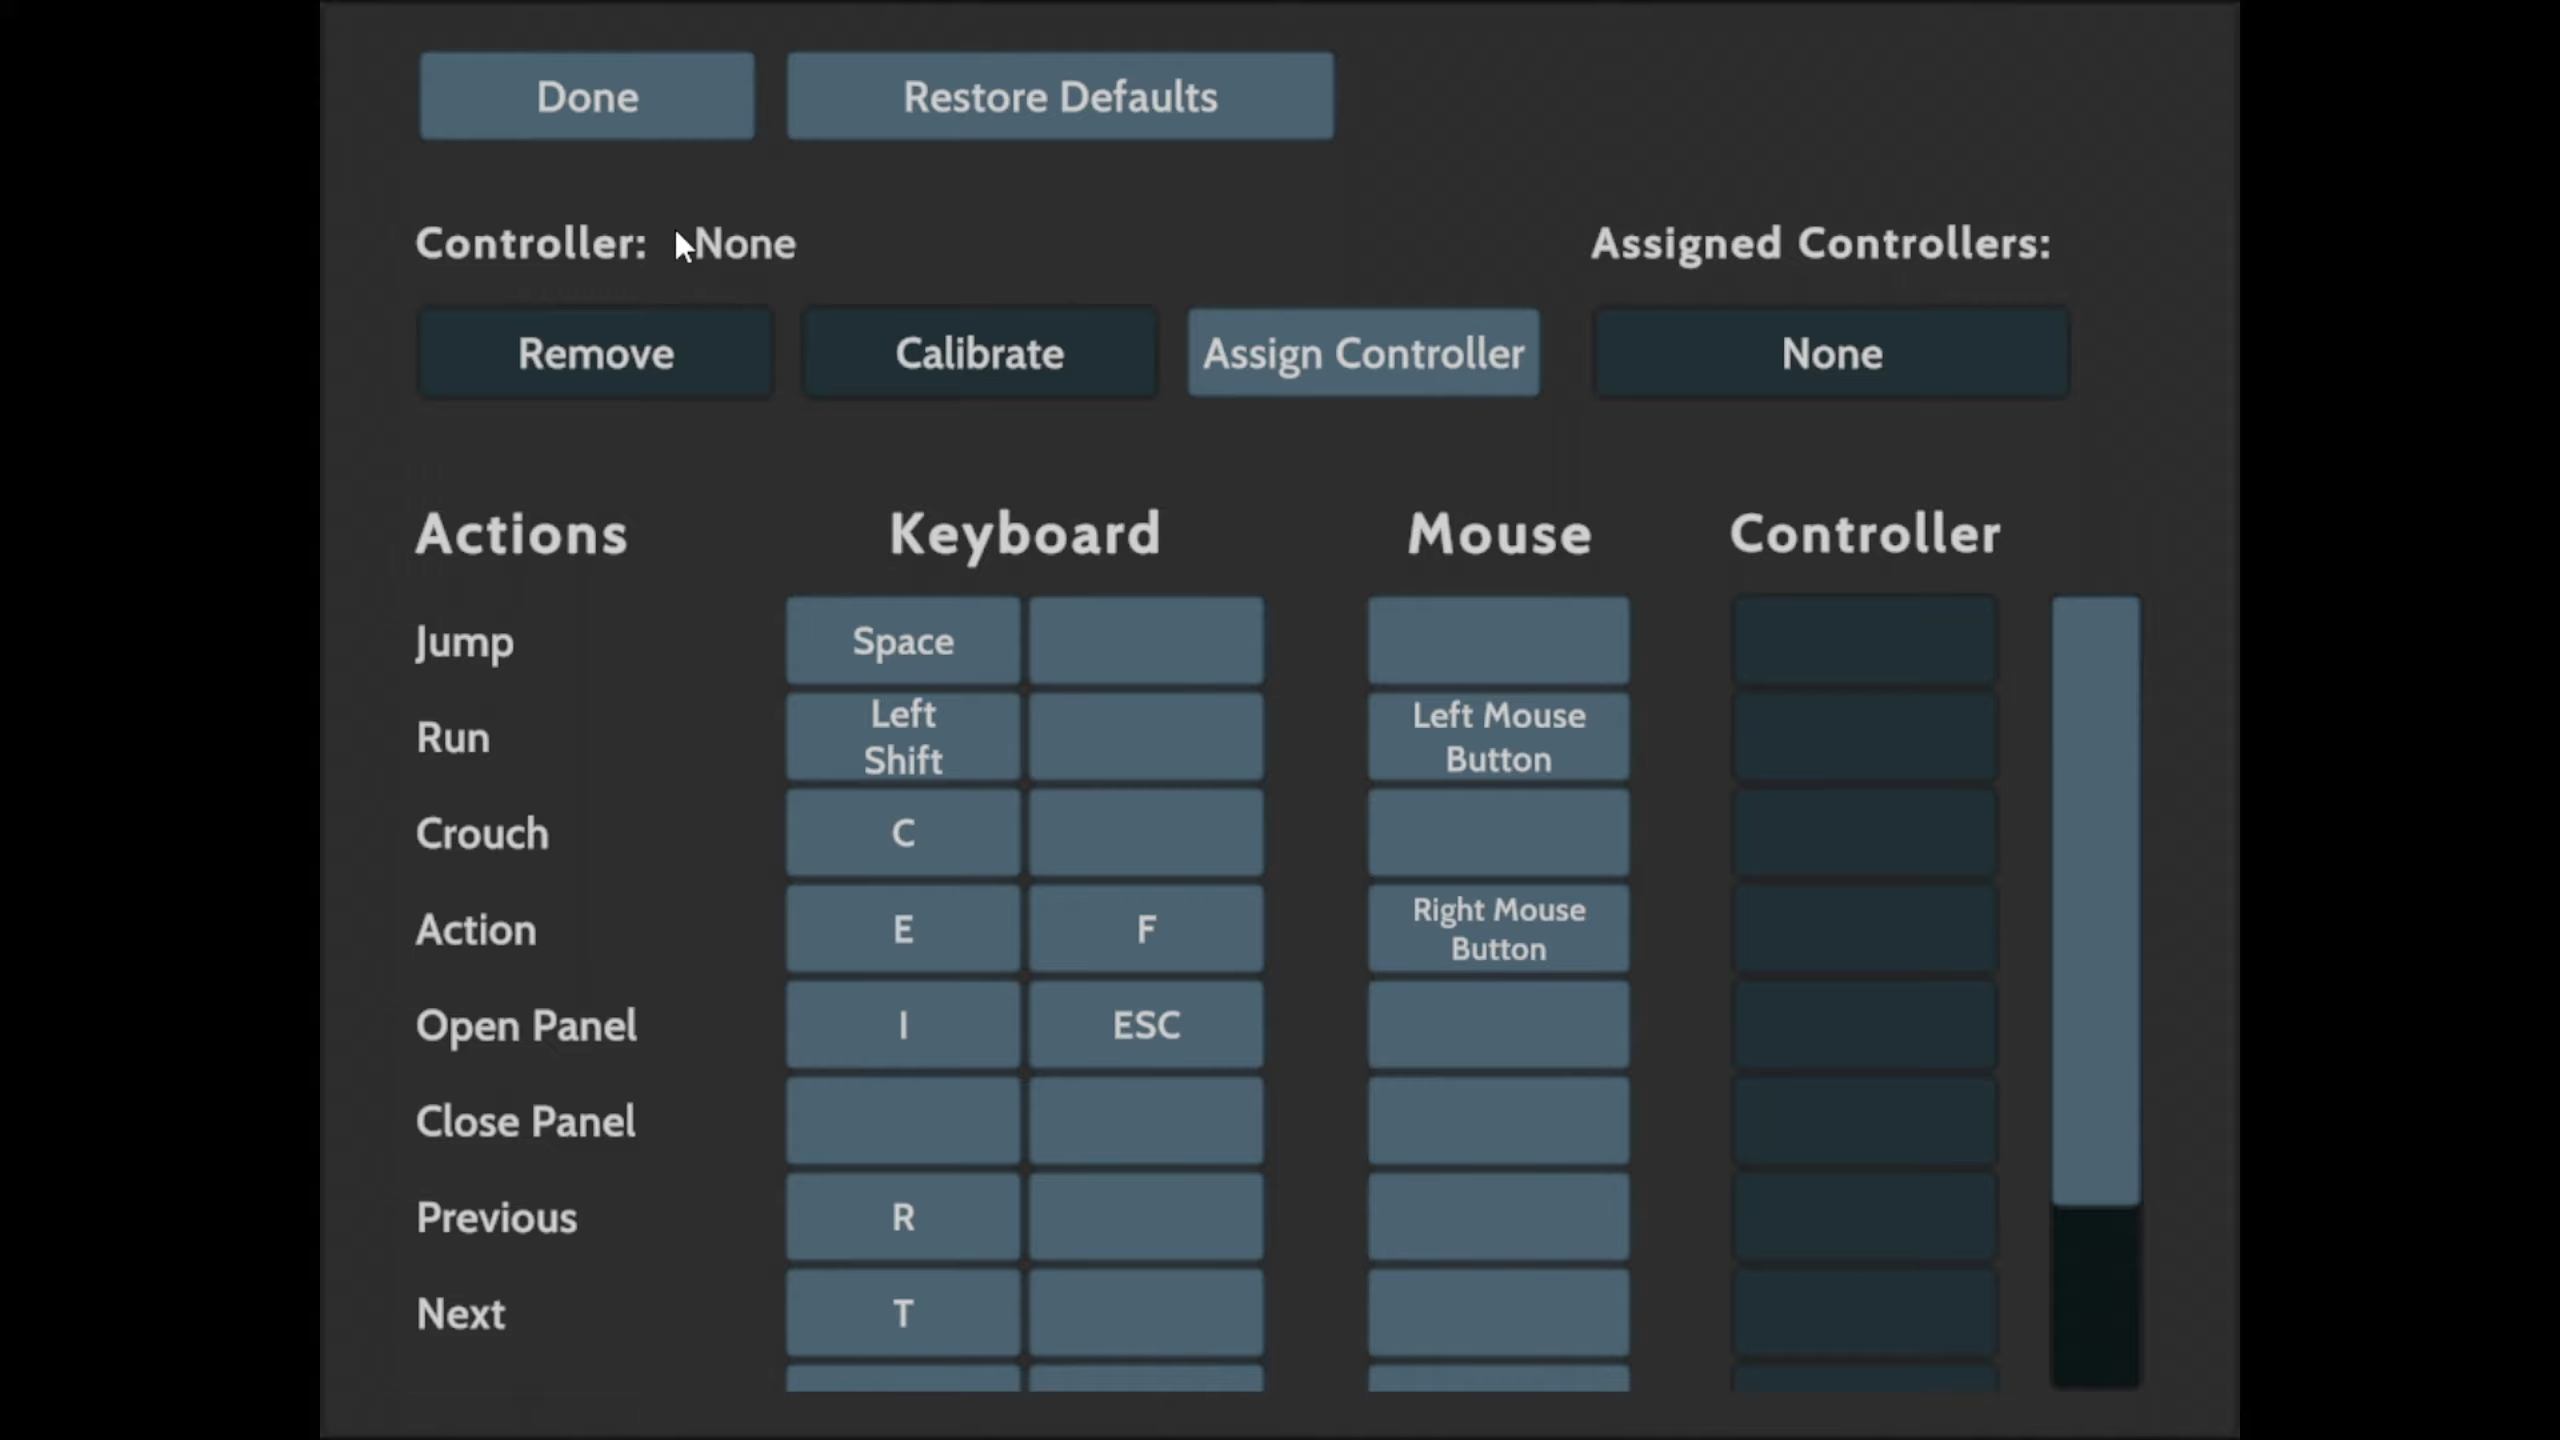 Done Restore Defaults
Controller: None Assigned Controllers:
Remove Calibrate Assign Controller None
Actions Keyboard Mouse Controller
Jump Space
Run Left Shift Left Mouse Button
Crouch C
Action E F Right Mouse Button
Open Panel I ESC
Close Panel
Previous R
Next T